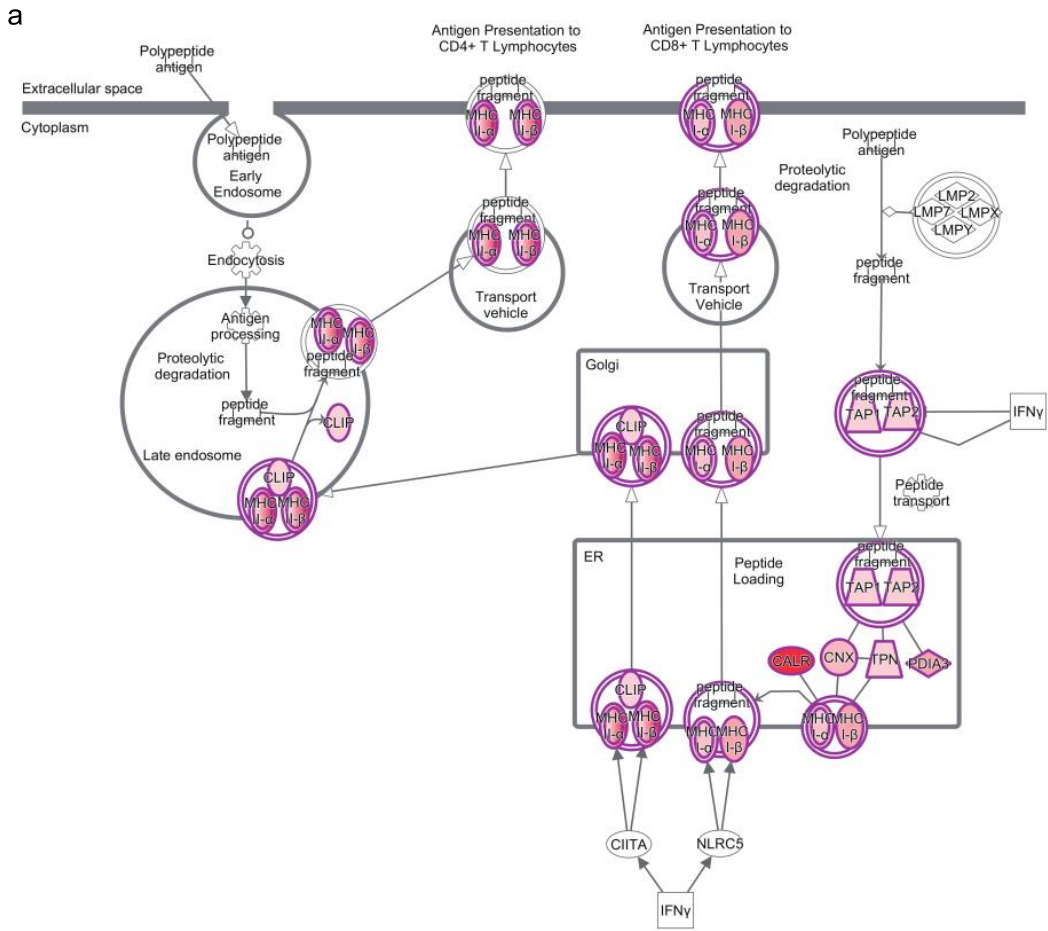 a
Antigen Presentation to
CD4+ T Lymphocytes
Antigen Presentation to
CD8+ T Lymphocytes
Polypeptide
antigen
Extracellular space
Cytoplasm
peptide
fragment
MHC
II-α
MHC
II-β
peptide
fragment
MHC
I-α
MHC
I-β
Polypeptide
antigen
Early
Endosome
Polypeptide
antigen
Proteolytic
degradation
LMP2
LMP7
LMPX
LMPY
peptide
fragment
MHC
II-α
MHC
II-β
Transport
vehicle
peptide
fragment
MHC
I-α
MHC
I-β
Transport
Vehicle
peptide
fragment
Endocytosis
Antigen
processing
Proteolytic
degradation
peptide
fragment
MHC
II-α
MHC
II-β
peptide
fragment
CLIP
Late endosome
CLIP
MHC
II-α
MHC
II-β
Golgi
CLIP
MHC
II-α
MHC
II-β
peptide
fragment
MHC
I-α
MHC
I-β
peptide
fragment
TAP1
TAP2
IFNγ
Peptide
transport
ER
Peptide
Loading
peptide
fragment
TAP1
TAP2
CALR
CNX
TPN
PDIA3
CLIP
MHC
II-α
MHC
II-β
peptide
fragment
MHC
I-α
MHC
I-β
MHC
I-α
MHC
I-β
CIITA
NLRC5
IFNγ